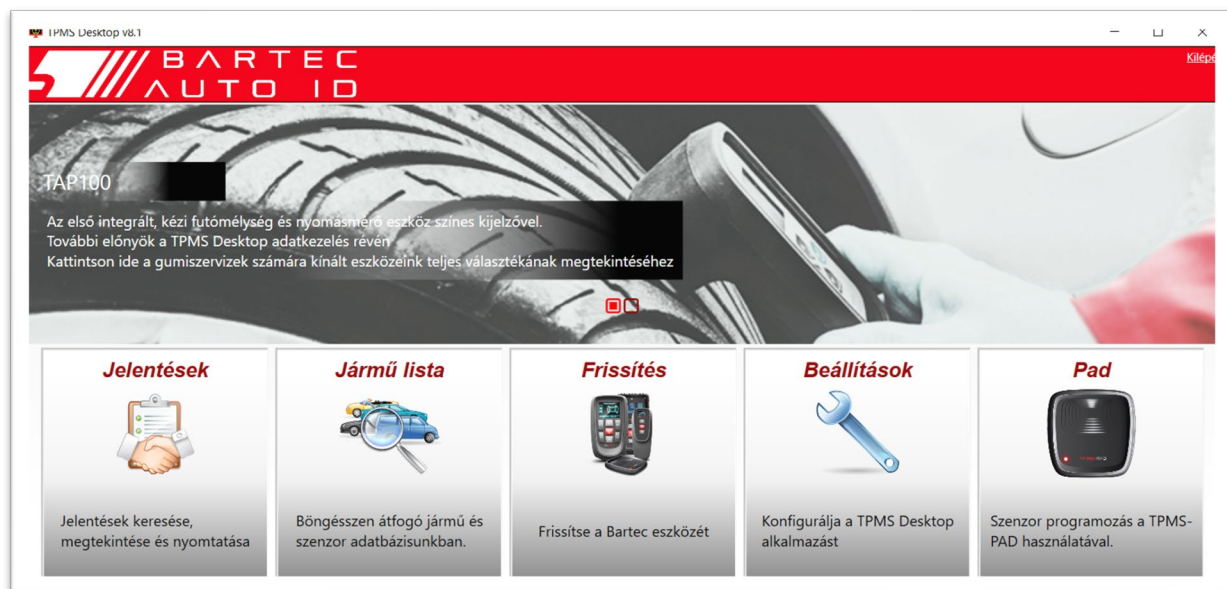 TPMS Desktop v8.1
BARTEC
AUTO ID
Kilépé
TAP100
Az első integrált, kézi futómélység és nyomásmérő eszköz színes kijelzővel.
További előnyök a TPMS Desktop adatkezelés révén
Kattintson ide a gumiszervizek számára kínált eszközeink teljes választékának megtekintéséhez
Jelentések
Jármű lista
Frissítés
Beállítások
Pad
Jelentések keresése,
megtekintése és nyomtatása
Böngésszen átfogó jármű és
szenzor adatbázisunkban.
Frissítse a Bartec eszközét
Konfigurálja a TPMS Desktop
alkalmazást
Szenzor programozás a TPMS-
PAD használatával.